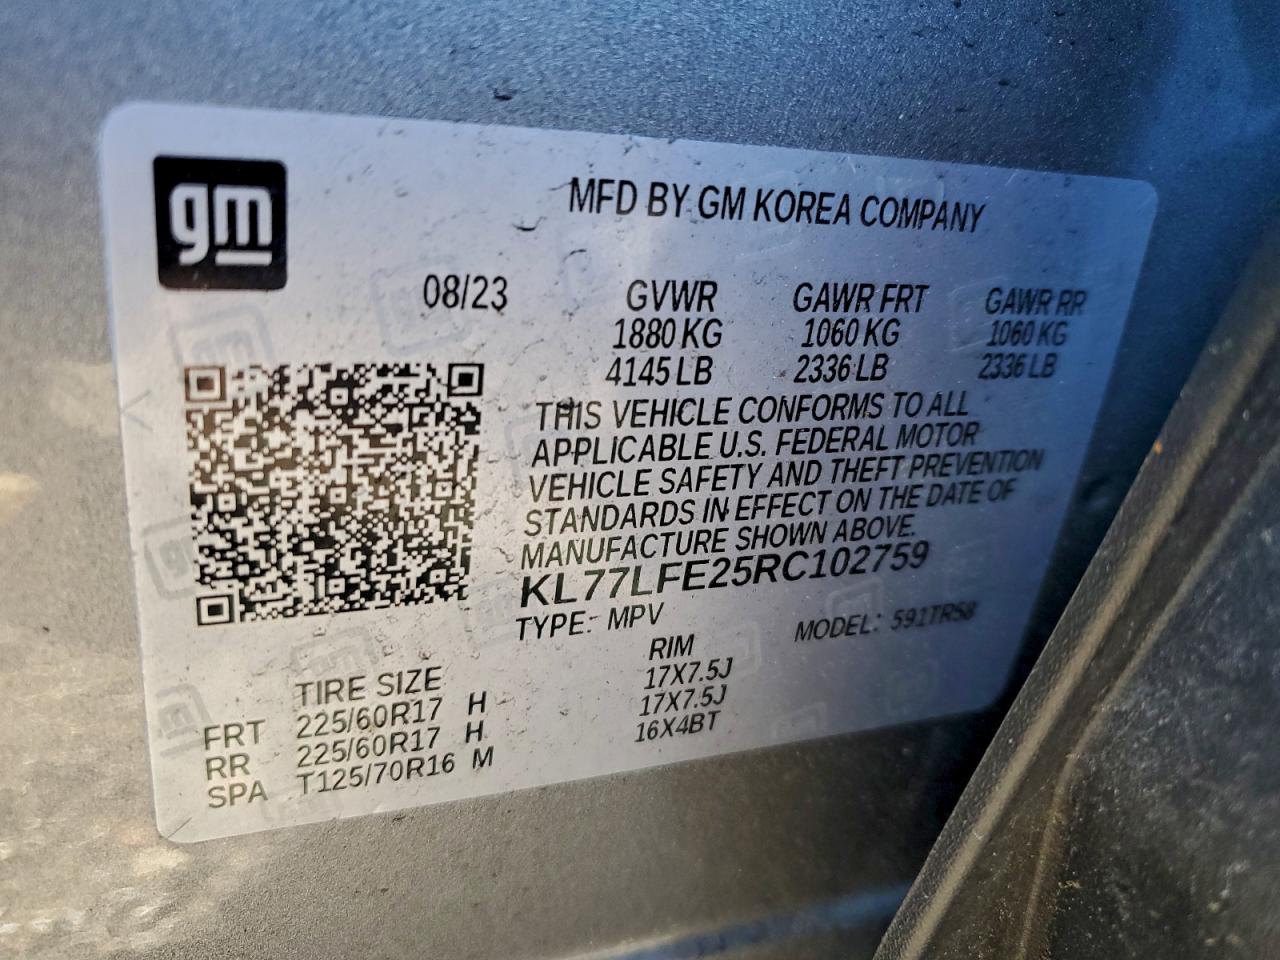 gm
MFD BY GM KOREA COMPANY
08/23 GVWR GAWR FRT GAWR RR
1880 KG 1060 KG 1060 KG
4145 LB 2336 LB 2336 LB
THIS VEHICLE CONFORMS TO ALL
APPLICABLE U.S. FEDERAL MOTOR
VEHICLE SAFETY AND THEFT PREVENTION
STANDARDS IN EFFECT ON THE DATE OF
MANUFACTURE SHOWN ABOVE.
KL77LFE25RC102759
TYPE: MPV MODEL: 591TR58
TIRE SIZE RIM
FRT 225/60R17 H 17X7.5J
RR 225/60R17 H 17X7.5J
SPA T125/70R16 M 16X4BT